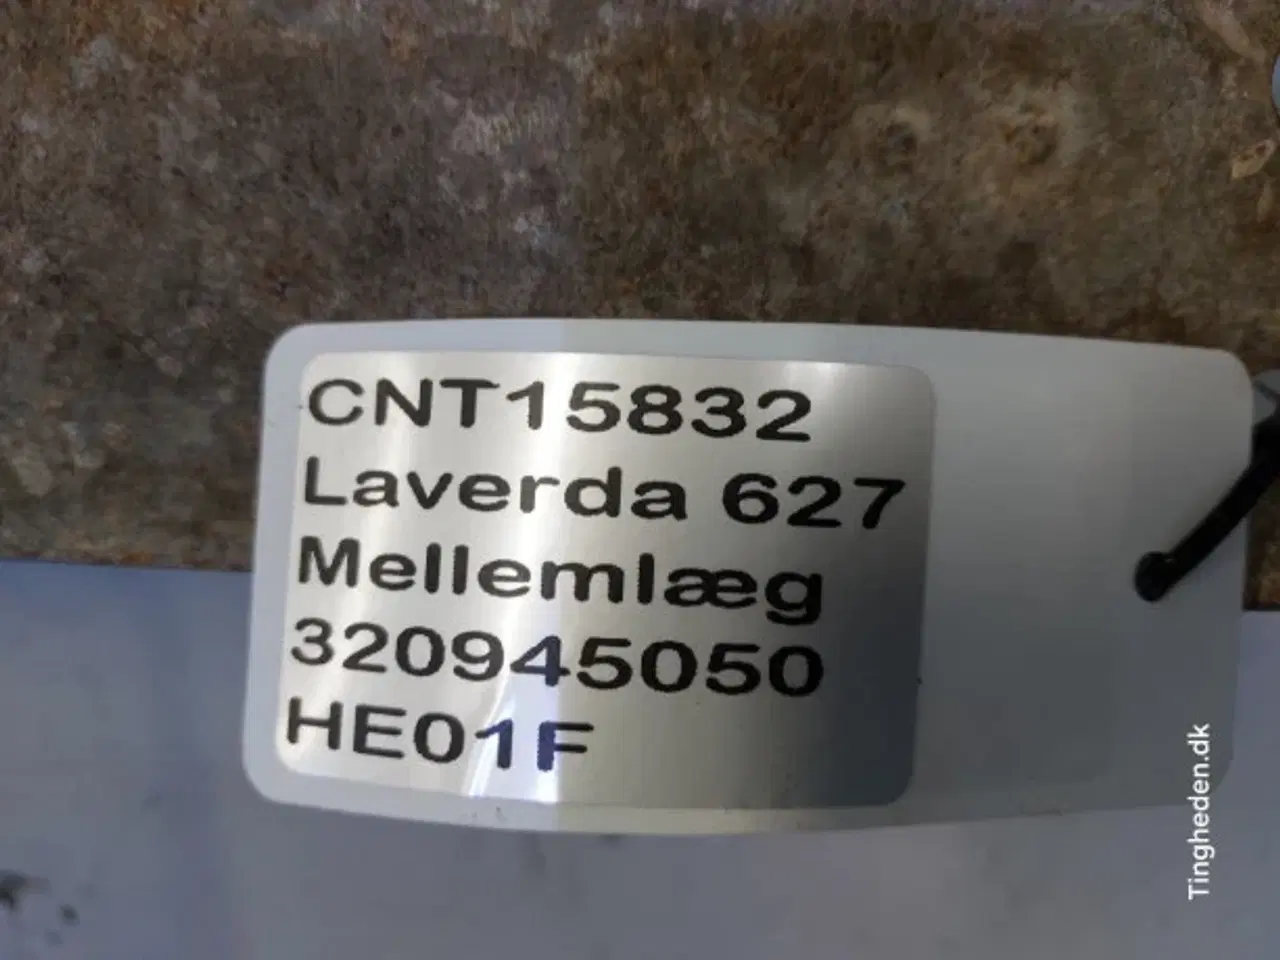 CNT15832
Laverda 627
Mellemlæg
320945050
HE01F
Tingheden.dk